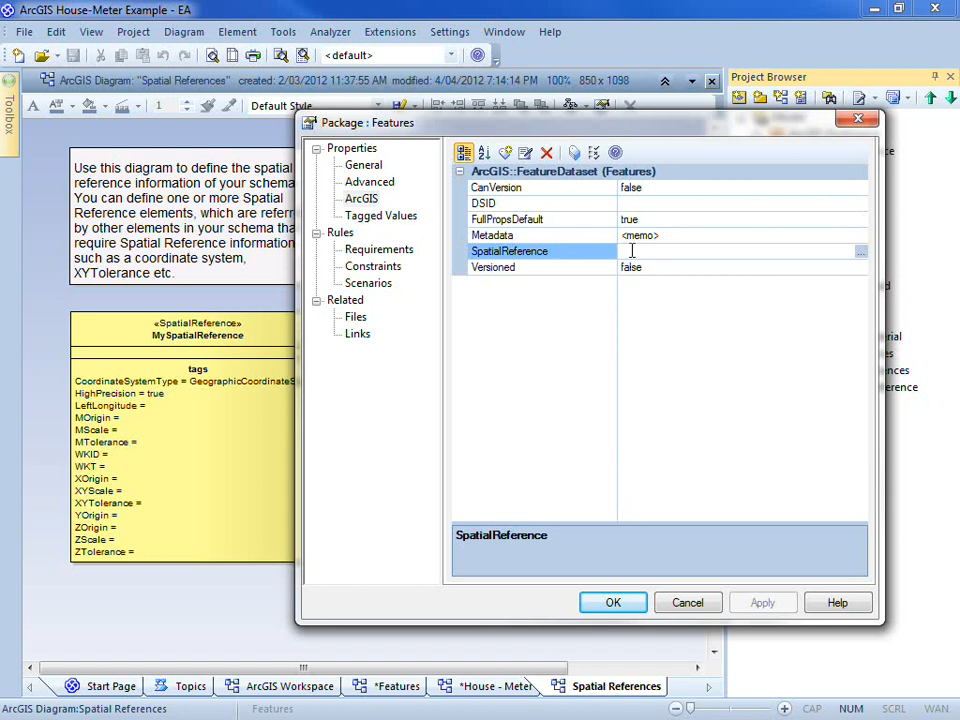 ArcGIS House-Meter Example - EA
File Edit View Project Diagram Element Tools Analyzer Extensions Settings Window Help
<default>
ArcGIS Diagram: "Spatial References" created: 2/03/2012 11:37:55 AM modified: 4/04/2012 7:14:14 PM 100% 850 x 1098
Project Browser
Toolbox
1
Default Style
Use this diagram to define the spatial
reference information of your schema
You can define one or more Spatial
Reference elements, which are referr
by other elements in your schema tha
require Spatial Reference information
such as a coordinate system,
XYTolerance etc.
«SpatialReference»
MySpatialReference
tags
CoordinateSystemType = GeographicCoordinateS
HighPrecision = true
LeftLongitude =
MOrigin =
MScale =
MTolerance =
WKID =
WKT =
XOrigin =
XYScale =
XYTolerance =
YOrigin =
ZOrigin =
ZScale =
ZTolerance =
Package : Features
Properties
General
Advanced
ArcGIS
Tagged Values
Rules
Requirements
Constraints
Scenarios
Related
Files
Links
ArcGIS::FeatureDataset (Features)
CanVersion false
DSID
FullPropsDefault true
Metadata <memo>
SpatialReference ...
Versioned false
SpatialReference
OK Cancel Apply Help
erial
es
ences
eference
Start Page Topics ArcGIS Workspace *Features *House - Meter Spatial References
ArcGIS Diagram:Spatial References Features CAP NUM SCRL WAN